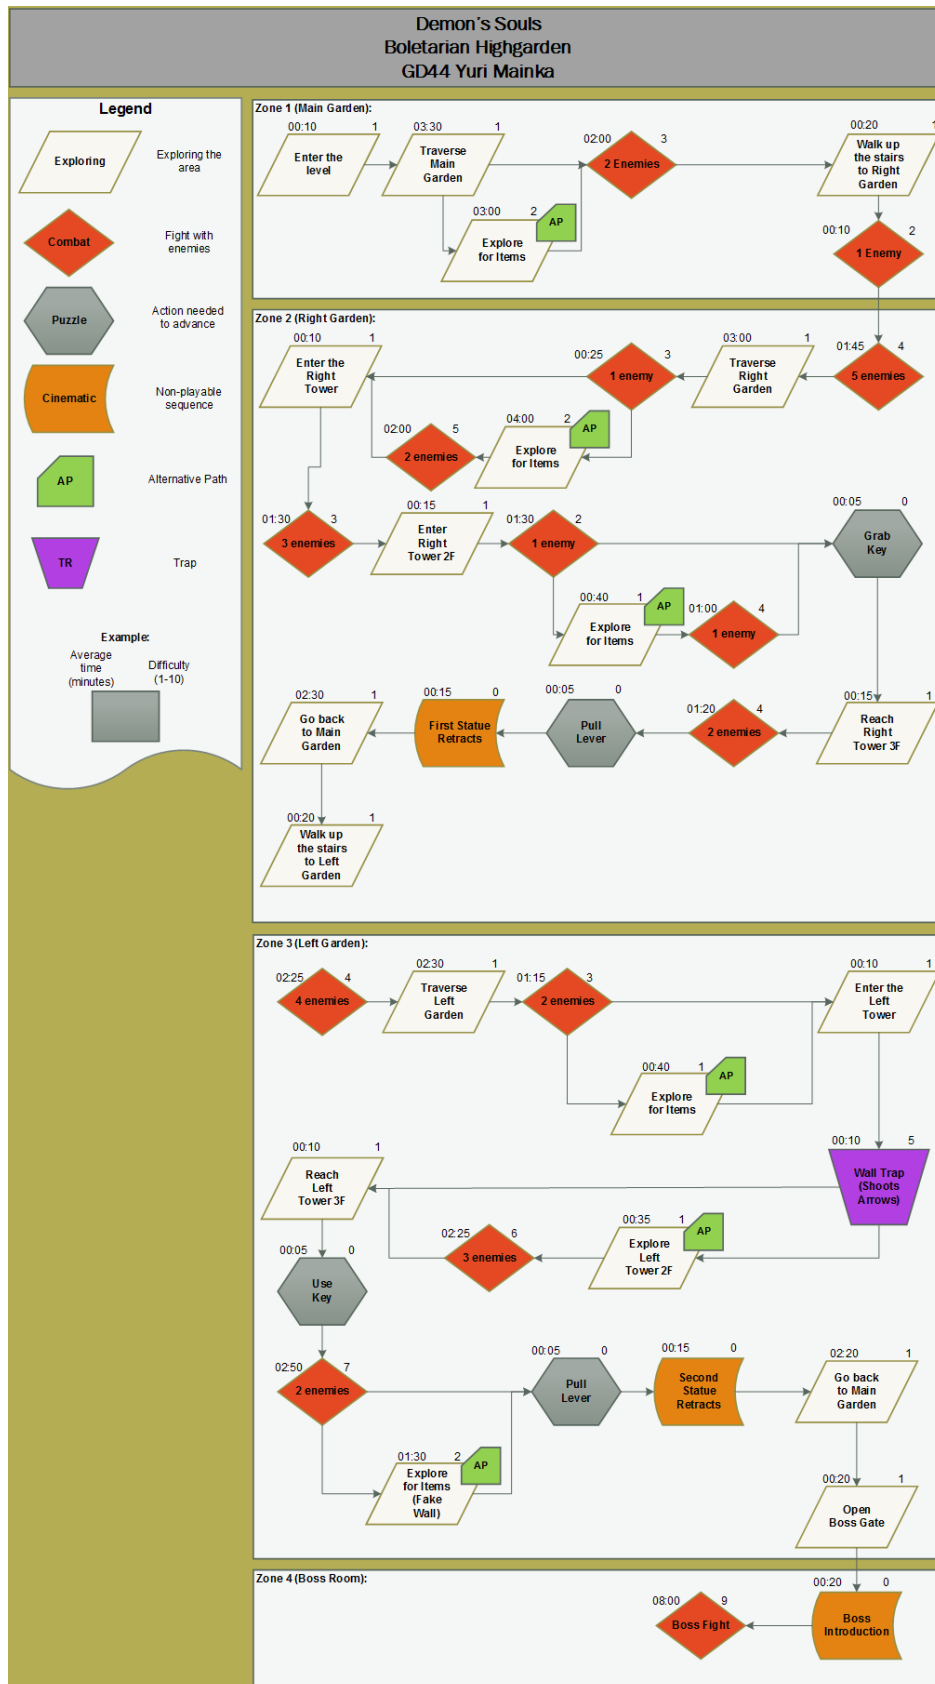 Demon's Souls
Boletarian Highgarden
GD44 Yuri Mainka
Legend
Exploring
Exploring the
area
Combat
Fight with
enemies
Puzzle
Action needed
to advance
Cinematic
Non-playable
sequence
AP
Alternative Path
TR
Trap
Example:
Average
time
(minutes)
Difficulty
(1-10)
Zone 1 (Main Garden):
00:10 1
Enter the
level
03:30 1
Traverse
Main
Garden
03:00 2
AP
Explore
for Items
02:00 3
2 Enemies
00:20 1
Walk up
the stairs
to Right
Garden
00:10 2
1 Enemy
Zone 2 (Right Garden):
01:45 4
5 enemies
03:00 1
Traverse
Right
Garden
00:25 3
1 enemy
04:00 2
AP
Explore
for Items
02:00 5
2 enemies
00:10 1
Enter the
Right
Tower
01:30 3
3 enemies
00:15 1
Enter
Right
Tower 2F
01:30 2
1 enemy
00:40 1
AP
Explore
for Items
01:00 4
1 enemy
00:05 0
Grab
Key
00:15 1
Reach
Right
Tower 3F
01:20 4
2 enemies
00:05 0
Pull
Lever
00:15 0
First Statue
Retracts
02:30 1
Go back
to Main
Garden
00:20 1
Walk up
the stairs
to Left
Garden
Zone 3 (Left Garden):
02:25 4
4 enemies
02:30 1
Traverse
Left
Garden
01:15 3
2 enemies
00:40 1
AP
Explore
for Items
00:10 1
Enter the
Left
Tower
00:10 5
Wall Trap
(Shoots
Arrows)
00:35 1
AP
Explore
Left
Tower 2F
02:25 6
3 enemies
00:10 1
Reach
Left
Tower 3F
00:05 0
Use
Key
02:50 7
2 enemies
01:30 2
AP
Explore
for Items
(Fake
Wall)
00:05 0
Pull
Lever
00:15 0
Second
Statue
Retracts
02:20 1
Go back
to Main
Garden
00:20 1
Open
Boss Gate
Zone 4 (Boss Room):
00:20 0
Boss
Introduction
08:00 9
Boss Fight